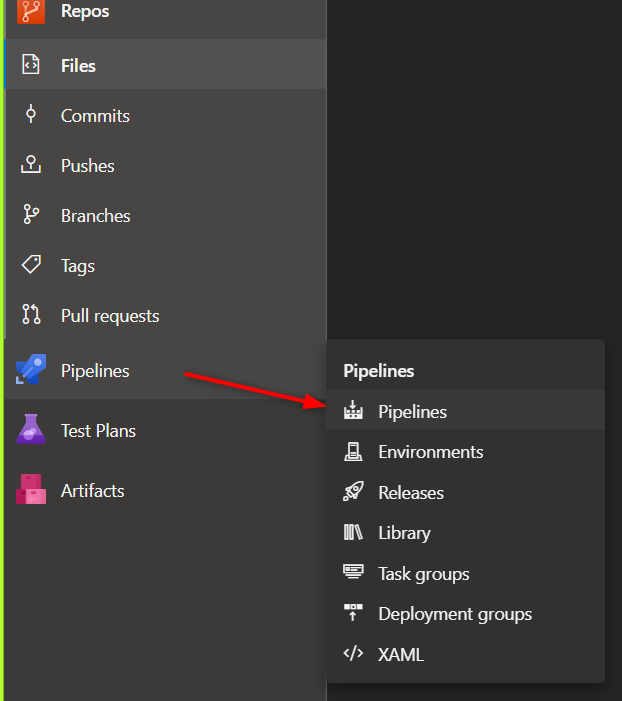 Repos
Files
Commits
Pushes
Branches
Tags
Pull requests
Pipelines
Test Plans
Artifacts
Pipelines
Pipelines
Environments
Releases
Library
Task groups
Deployment groups
XAML